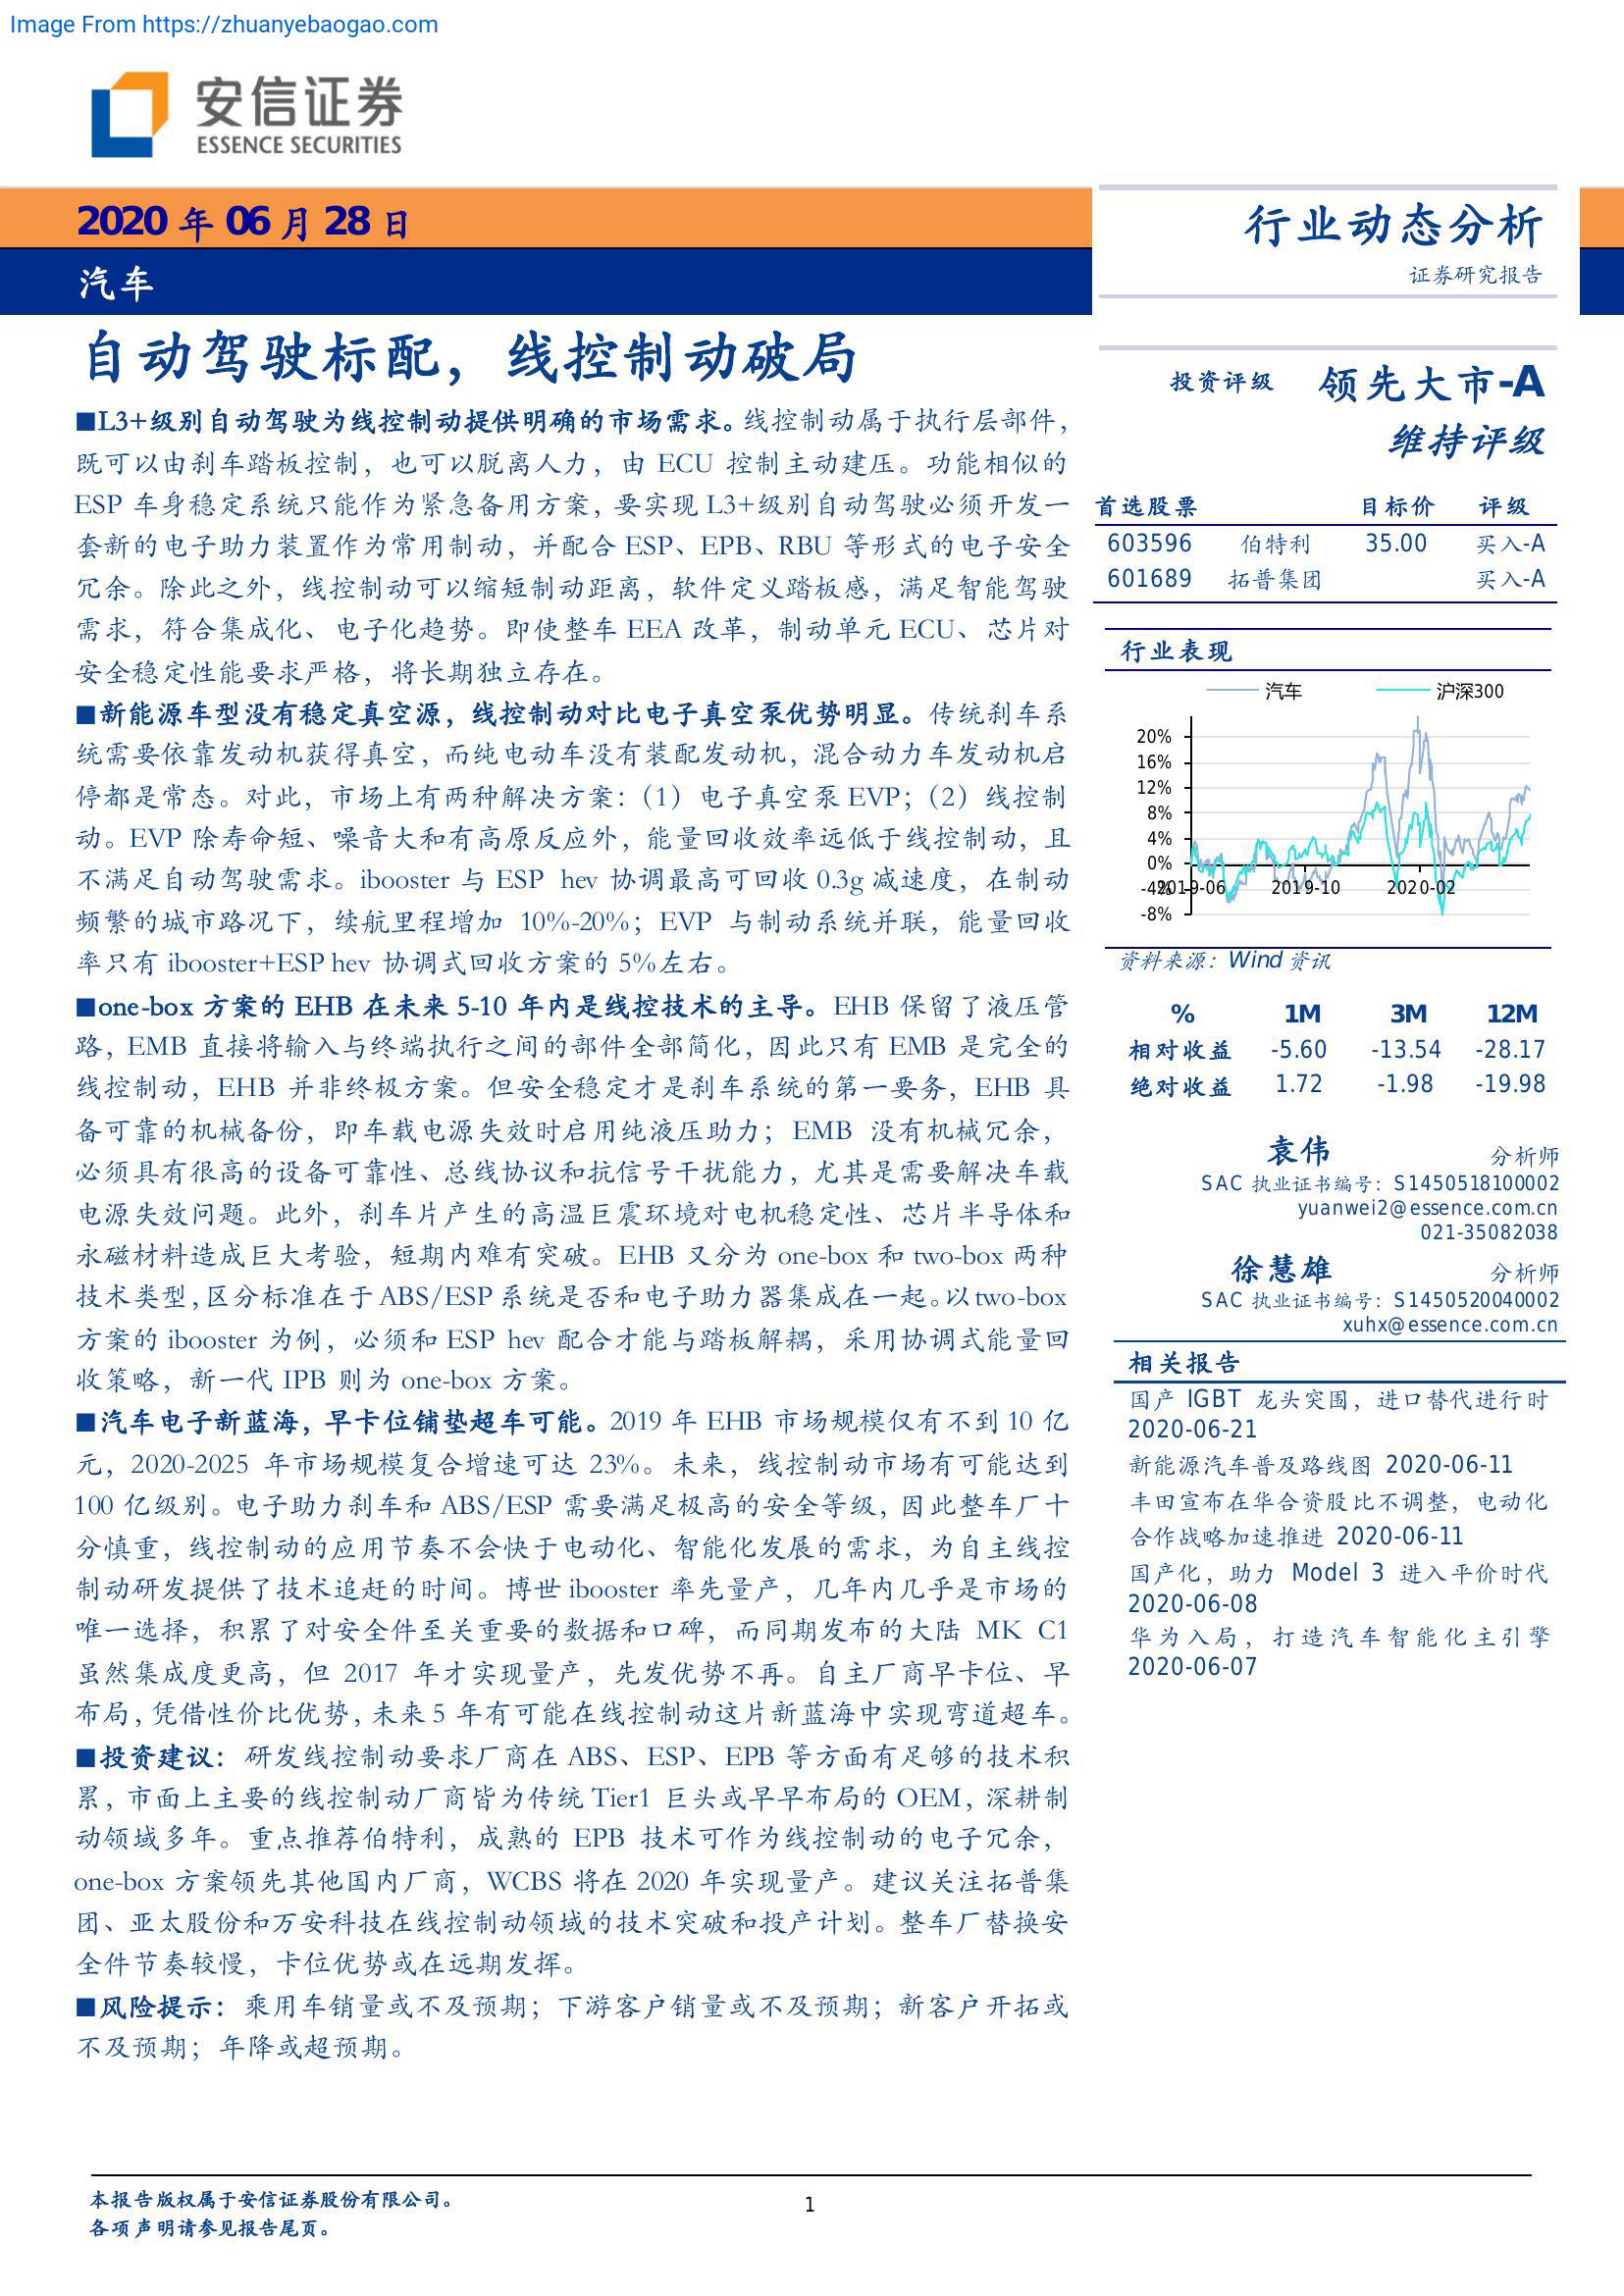 Image From https://zhuanyebaogao.com
安信证券
ESSENCE SECURITIES
2020 年 06 月 28 日
汽车
行业动态分析
证券研究报告
自动驾驶标配，线控制动破局
■L3+级别自动驾驶为线控制动提供明确的市场需求。线控制动属于执行层部件，
既可以由刹车踏板控制，也可以脱离人力，由 ECU 控制主动建压。功能相似的
ESP 车身稳定系统只能作为紧急备用方案，要实现 L3+级别自动驾驶必须开发一
套新的电子助力装置作为常用制动，并配合 ESP、EPB、RBU 等形式的电子安全
冗余。除此之外，线控制动可以缩短制动距离，软件定义踏板感，满足智能驾驶
需求，符合集成化、电子化趋势。即使整车 EEA 改革，制动单元 ECU、芯片对
安全稳定性能要求严格，将长期独立存在。
■新能源车型没有稳定真空源，线控制动对比电子真空泵优势明显。传统刹车系
统需要依靠发动机获得真空，而纯电动车没有装配发动机，混合动力车发动机启
停都是常态。对此，市场上有两种解决方案：（1）电子真空泵 EVP；（2）线控制
动。EVP 除寿命短、噪音大和有高原反应外，能量回收效率远低于线控制动，且
不满足自动驾驶需求。ibooster 与 ESP hev 协调最高可回收 0.3g 减速度，在制动
频繁的城市路况下，续航里程增加 10%-20%；EVP 与制动系统并联，能量回收
率只有 ibooster+ESP hev 协调式回收方案的 5%左右。
■one-box 方案的 EHB 在未来 5-10 年内是线控技术的主导。EHB 保留了液压管
路，EMB 直接将输入与终端执行之间的部件全部简化，因此只有 EMB 是完全的
线控制动，EHB 并非终极方案。但安全稳定才是刹车系统的第一要务，EHB 具
备可靠的机械备份，即车载电源失效时启用纯液压助力；EMB 没有机械冗余，
必须具有很高的设备可靠性、总线协议和抗信号干扰能力，尤其是需要解决车载
电源失效问题。此外，刹车片产生的高温巨震环境对电机稳定性、芯片半导体和
永磁材料造成巨大考验，短期内难有突破。EHB 又分为 one-box 和 two-box 两种
技术类型，区分标准在于 ABS/ESP 系统是否和电子助力器集成在一起。以 two-box
方案的 ibooster 为例，必须和 ESP hev 配合才能与踏板解耦，采用协调式能量回
收策略，新一代 IPB 则为 one-box 方案。
■汽车电子新蓝海，早卡位铺垫超车可能。2019 年 EHB 市场规模仅有不到 10 亿
元，2020-2025 年市场规模复合增速可达 23%。未来，线控制动市场有可能达到
100 亿级别。电子助力刹车和 ABS/ESP 需要满足极高的安全等级，因此整车厂十
分慎重，线控制动的应用节奏不会快于电动化、智能化发展的需求，为自主线控
制动研发提供了技术追赶的时间。博世 ibooster 率先量产，几年内几乎是市场的
唯一选择，积累了对安全件至关重要的数据和口碑，而同期发布的大陆 MK C1
虽然集成度更高，但 2017 年才实现量产，先发优势不再。自主厂商早卡位、早
布局，凭借性价比优势，未来 5 年有可能在线控制动这片新蓝海中实现弯道超车。
■投资建议：研发线控制动要求厂商在 ABS、ESP、EPB 等方面有足够的技术积
累，市面上主要的线控制动厂商皆为传统 Tier1 巨头或早早布局的 OEM，深耕制
动领域多年。重点推荐伯特利，成熟的 EPB 技术可作为线控制动的电子冗余，
one-box 方案领先其他国内厂商，WCBS 将在 2020 年实现量产。建议关注拓普集
团、亚太股份和万安科技在线控制动领域的技术突破和投产计划。整车厂替换安
全件节奏较慢，卡位优势或在远期发挥。
■风险提示：乘用车销量或不及预期；下游客户销量或不及预期；新客户开拓或
不及预期；年降或超预期。
投资评级 领先大市-A
维持评级
首选股票 目标价 评级
603596 伯特利 35.00 买入-A
601689 拓普集团 买入-A
行业表现
汽车 沪深300
20%
16%
12%
8%
4%
0%
-4%
-8%
2019-06 2019-10 2020-02
资料来源：Wind 资讯
% 1M 3M 12M
相对收益 -5.60 -13.54 -28.17
绝对收益 1.72 -1.98 -19.98
袁伟 分析师
SAC 执业证书编号：S1450518100002
yuanwei2@essence.com.cn
021-35082038
徐慧雄 分析师
SAC 执业证书编号：S1450520040002
xuhx@essence.com.cn
相关报告
国产 IGBT 龙头突围，进口替代进行时
2020-06-21
新能源汽车普及路线图 2020-06-11
丰田宣布在华合资股比不调整，电动化
合作战略加速推进 2020-06-11
国产化，助力 Model 3 进入平价时代
2020-06-08
华为入局，打造汽车智能化主引擎
2020-06-07
本报告版权属于安信证券股份有限公司。
各项声明请参见报告尾页。
1